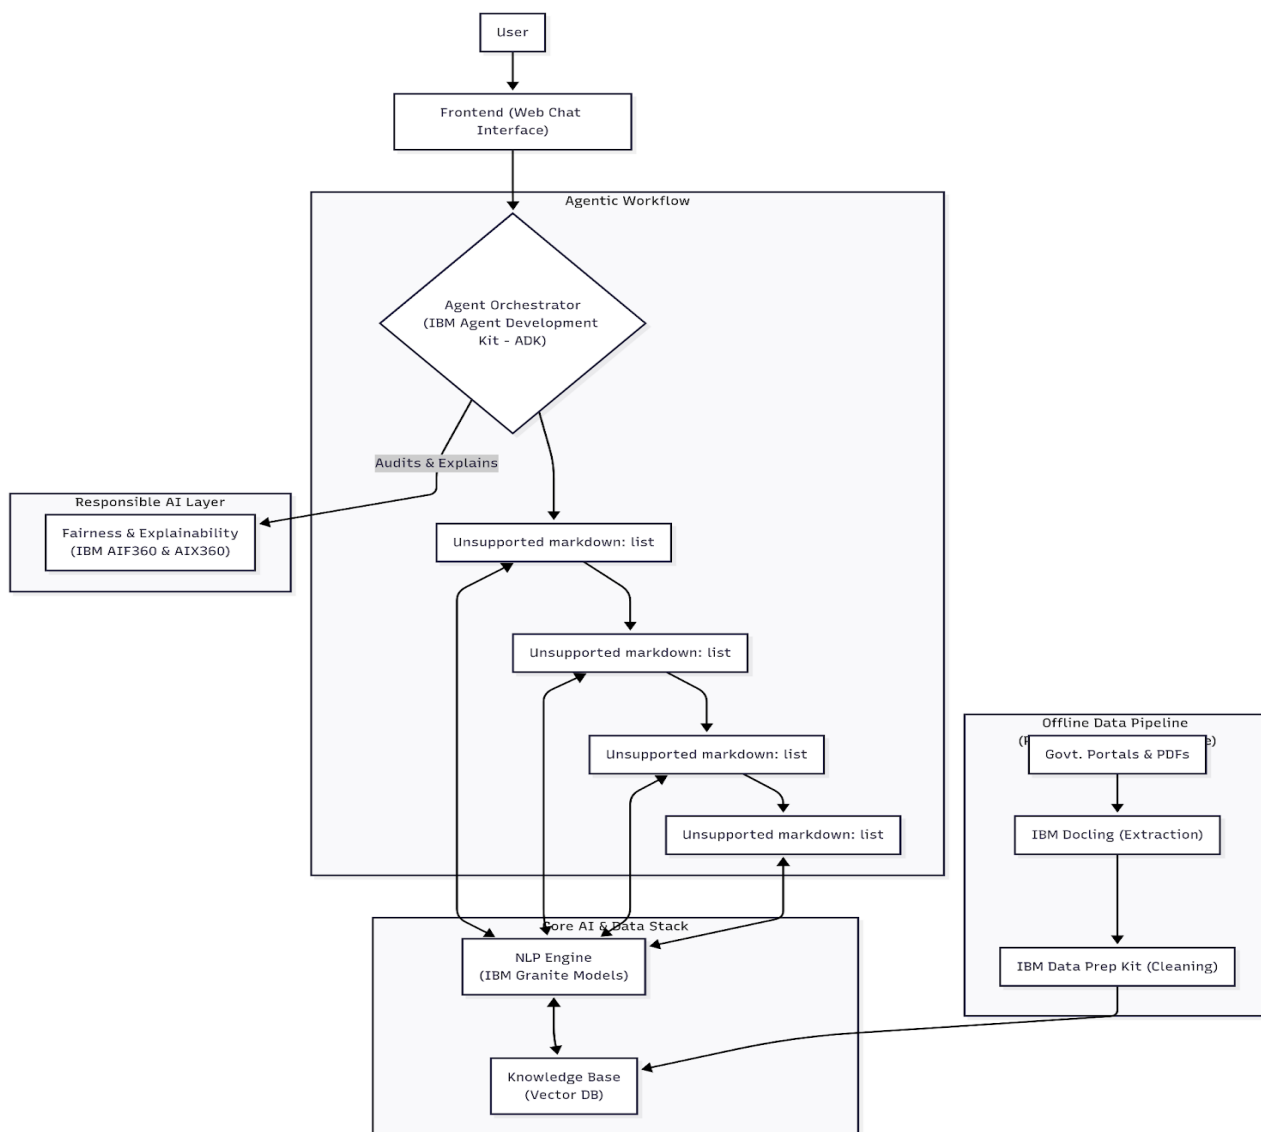 User
Frontend (Web Chat
Interface)
Agentic Workflow
Agent Orchestrator
(IBM Agent Development
Kit - ADK)
Audits & Explains
Responsible AI Layer
Fairness & Explainability
(IBM AIF360 & AIX360)
Unsupported markdown: list
Unsupported markdown: list
Unsupported markdown: list
Unsupported markdown: list
Offline Data Pipeline
Govt. Portals & PDFs
IBM Docling (Extraction)
IBM Data Prep Kit (Cleaning)
Core AI & Data Stack
NLP Engine
(IBM Granite Models)
Knowledge Base
(Vector DB)